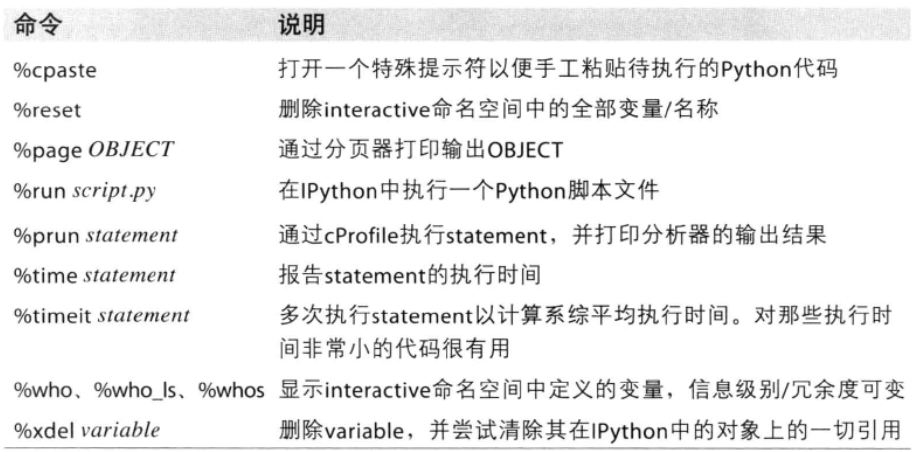 命令 说明
%cpaste 打开一个特殊提示符以便手工粘贴待执行的Python代码
%reset 删除interactive命名空间中的全部变量/名称
%page OBJECT 通过分页器打印输出OBJECT
%run script.py 在IPython中执行一个Python脚本文件
%prun statement 通过cProfile执行statement，并打印分析器的输出结果
%time statement 报告statement的执行时间
%timeit statement 多次执行statement以计算系综平均执行时间。对那些执行时
间非常小的代码很有用
%who、%who_ls、%whos 显示interactive命名空间中定义的变量，信息级别/冗余度可变
%xdel variable 删除variable，并尝试清除其在IPython中的对象上的一切引用